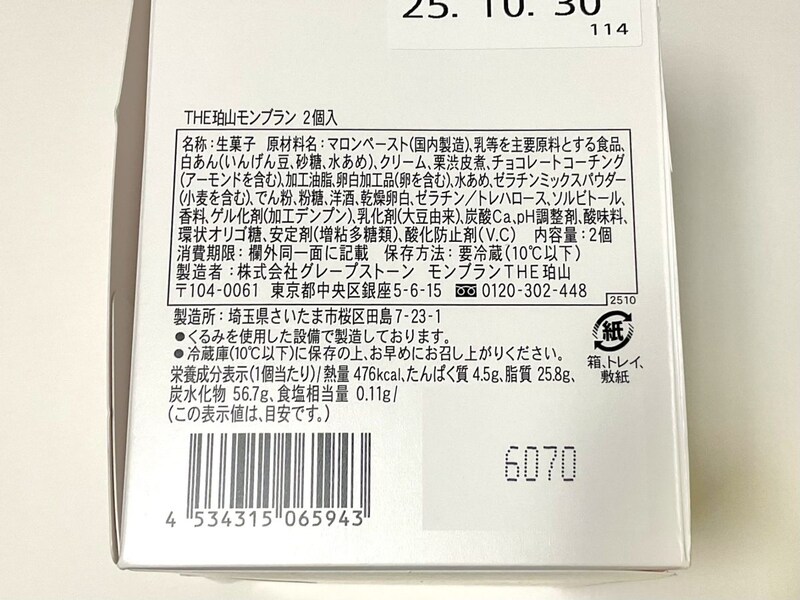 25. 10. 30
114
THE珀山モンブラン 2個入
名称:生菓子 原材料名:マロンペースト(国内製造)、乳等を主要原料とする食品、
白あん(いんげん豆、砂糖、水あめ)、クリーム、栗渋皮煮、チョコレートコーチング
(アーモンドを含む)、加工油脂、卵白加工品(卵を含む)、水あめ、ゼラチンミックスパウダー
(小麦を含む)、でん粉、粉糖、洋酒、乾燥卵白、ゼラチン/トレハロース、ソルビトール、
香料、ゲル化剤(加工デンプン)、乳化剤(大豆由来)、炭酸Ca、pH調整剤、酸味料、
環状オリゴ糖、安定剤(増粘多糖類)、酸化防止剤(V.C) 内容量:2個
消費期限:欄外同一面に記載 保存方法:要冷蔵(10℃以下)
製造者:株式会社グレープストーン モンブランTHE珀山
〒104-0061 東京都中央区銀座5-6-15 0120-302-448
2510
製造所:埼玉県さいたま市桜区田島7-23-1
●くるみを使用した設備で製造しております。
●冷蔵庫(10℃以下)に保存の上、お早めにお召し上がりください。
栄養成分表示(1個当たり)/熱量 476kcal、たんぱく質 4.5g、脂質 25.8g、
炭水化物 56.7g、食塩相当量 0.11g/
(この表示値は、目安です。)
紙
箱、トレイ、
敷紙
6070
4 534315 065943